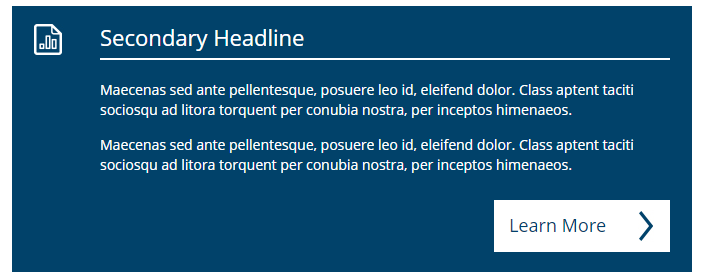 Secondary Headline
Maecenas sed ante pellentesque, posuere leo id, eleifend dolor. Class aptent taciti
sociosqu ad litora torquent per conubia nostra, per inceptos himenaeos.
Maecenas sed ante pellentesque, posuere leo id, eleifend dolor. Class aptent taciti
sociosqu ad litora torquent per conubia nostra, per inceptos himenaeos.
Learn More